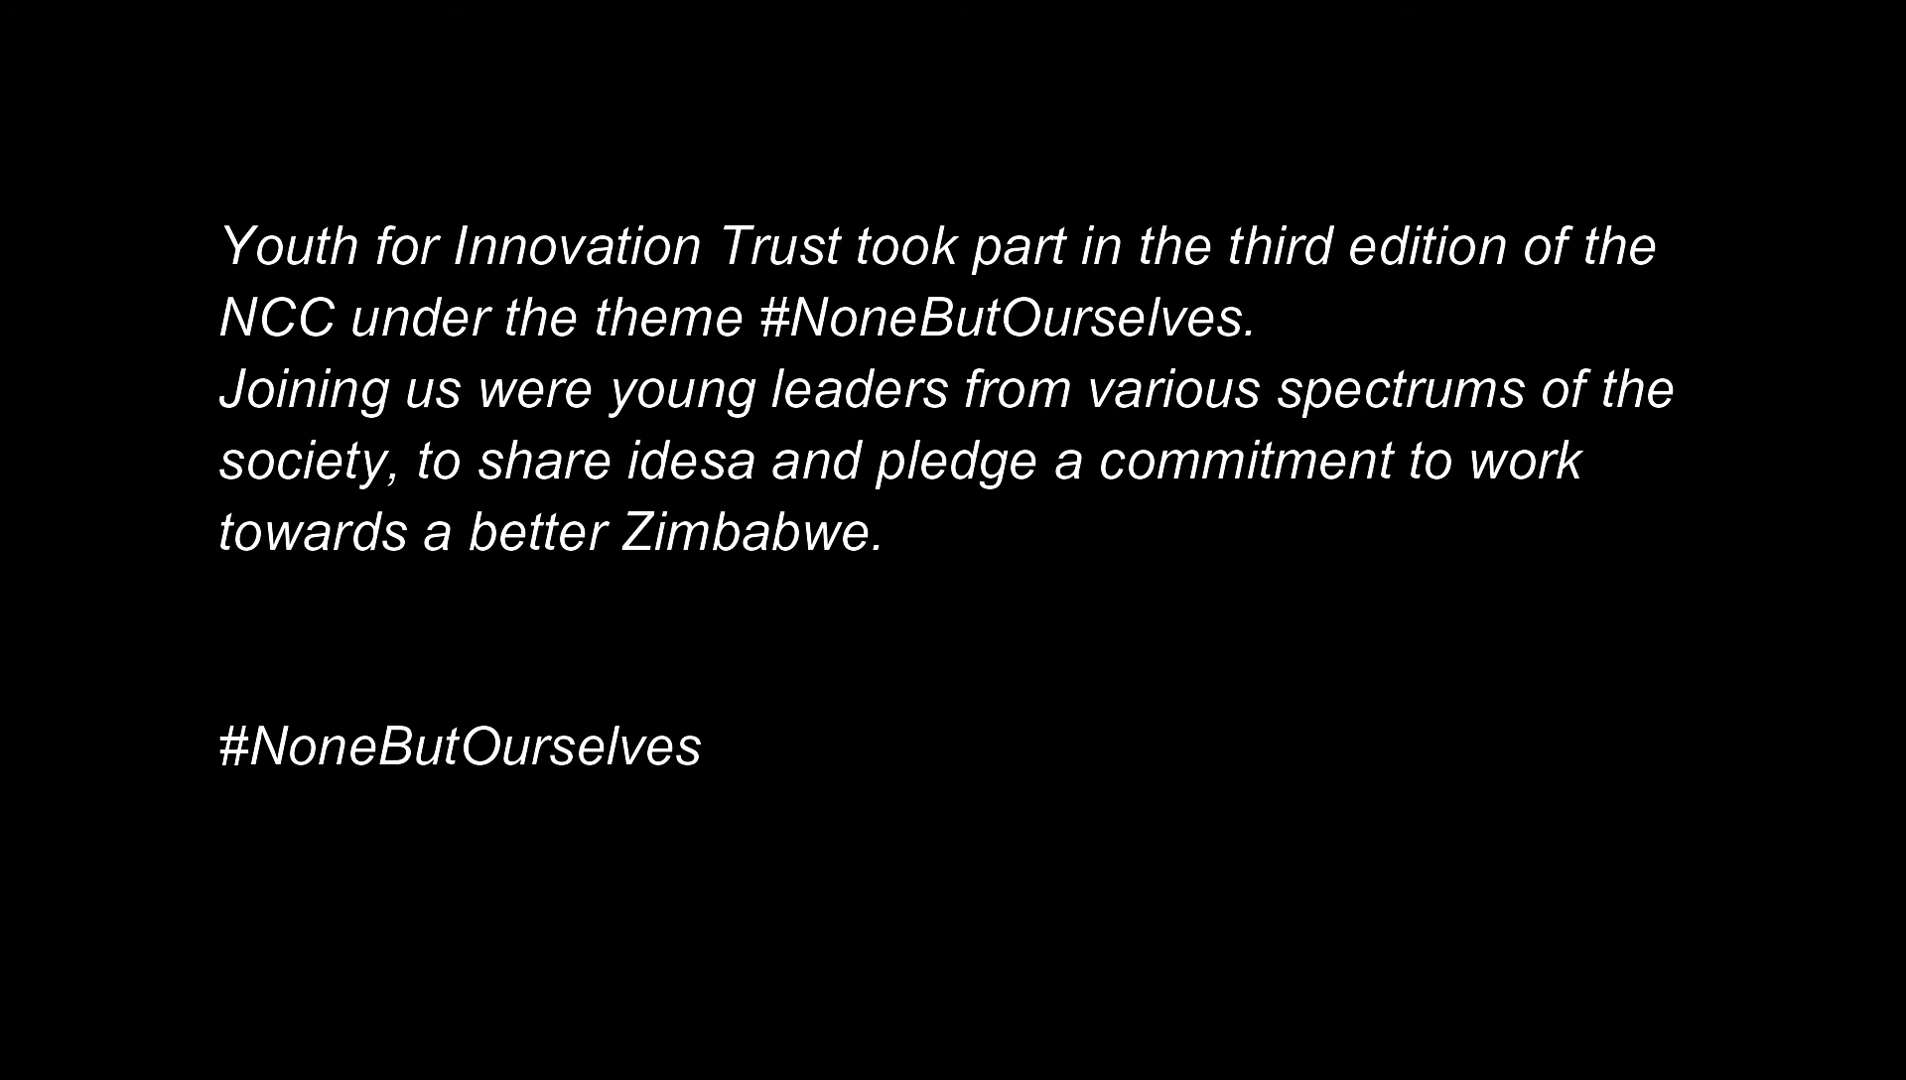 Youth for Innovation Trust took part in the third edition of the
NCC under the theme #NoneButOurselves.
Joining us were young leaders from various spectrums of the
society, to share idesa and pledge a commitment to work
towards a better Zimbabwe.
#NoneButOurselves